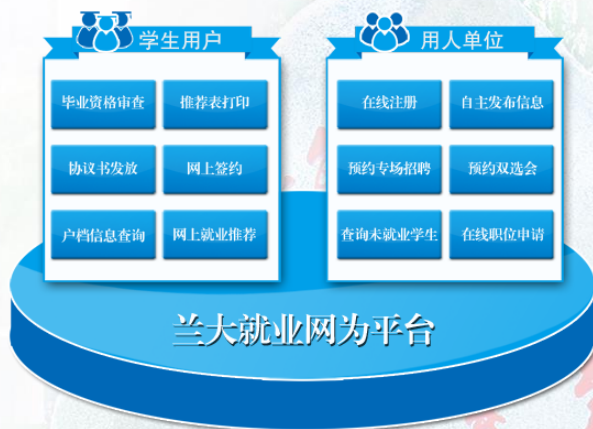 学生用户
毕业资格审查
推荐表打印
协议书发放
网上签约
户档信息查询
网上就业推荐
用人单位
在线注册
自主发布信息
预约专场招聘
预约双选会
查询未就业学生
在线职位申请
兰大就业网为平台